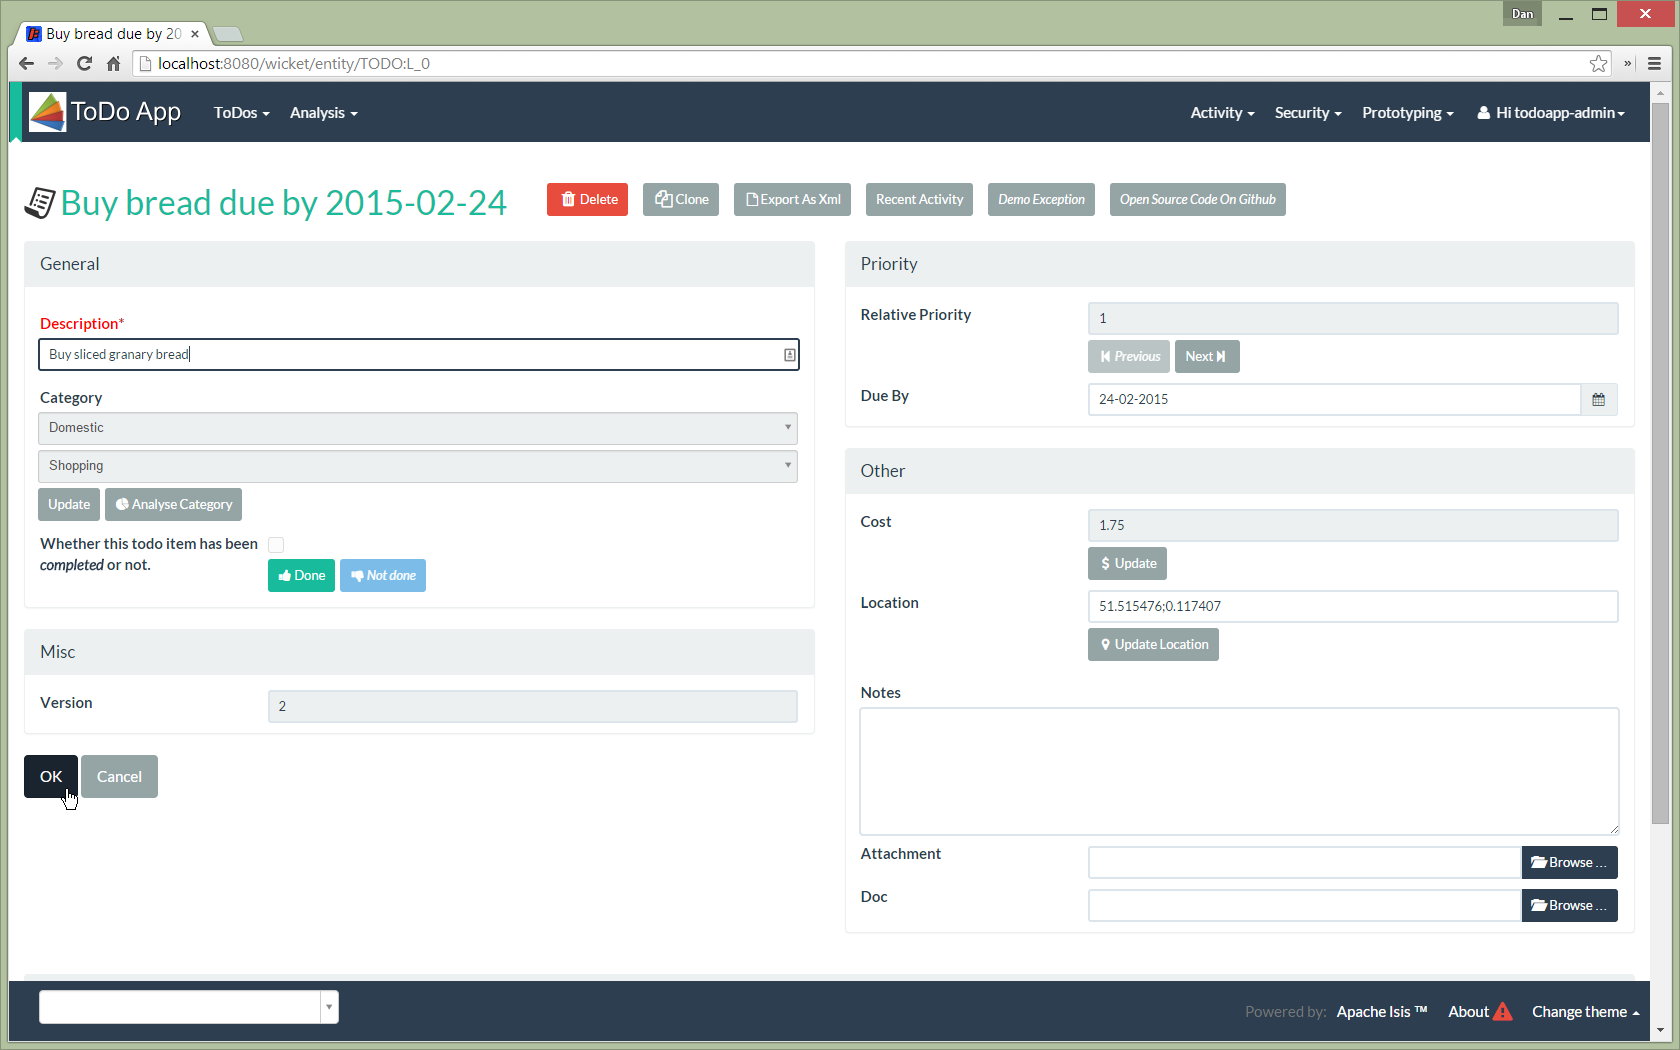 Dan
Buy bread due by 20
localhost:8080/wicket/entity/TODO:L_0
ToDo App ToDos Analysis Activity Security Prototyping Hi todoapp-admin
Buy bread due by 2015-02-24 Delete Clone Export As Xml Recent Activity Demo Exception Open Source Code On Github
General
Description*
Buy sliced granary bread
Category
Domestic
Shopping
Update Analyse Category
Whether this todo item has been
completed or not.
Done Not done
Misc
Version 2
OK Cancel
Priority
Relative Priority 1
Previous Next
Due By 24-02-2015
Other
Cost 1.75
$ Update
Location 51.515476;0.117407
Update Location
Notes
Attachment Browse ...
Doc Browse ...
Powered by: Apache Isis ™ About Change theme